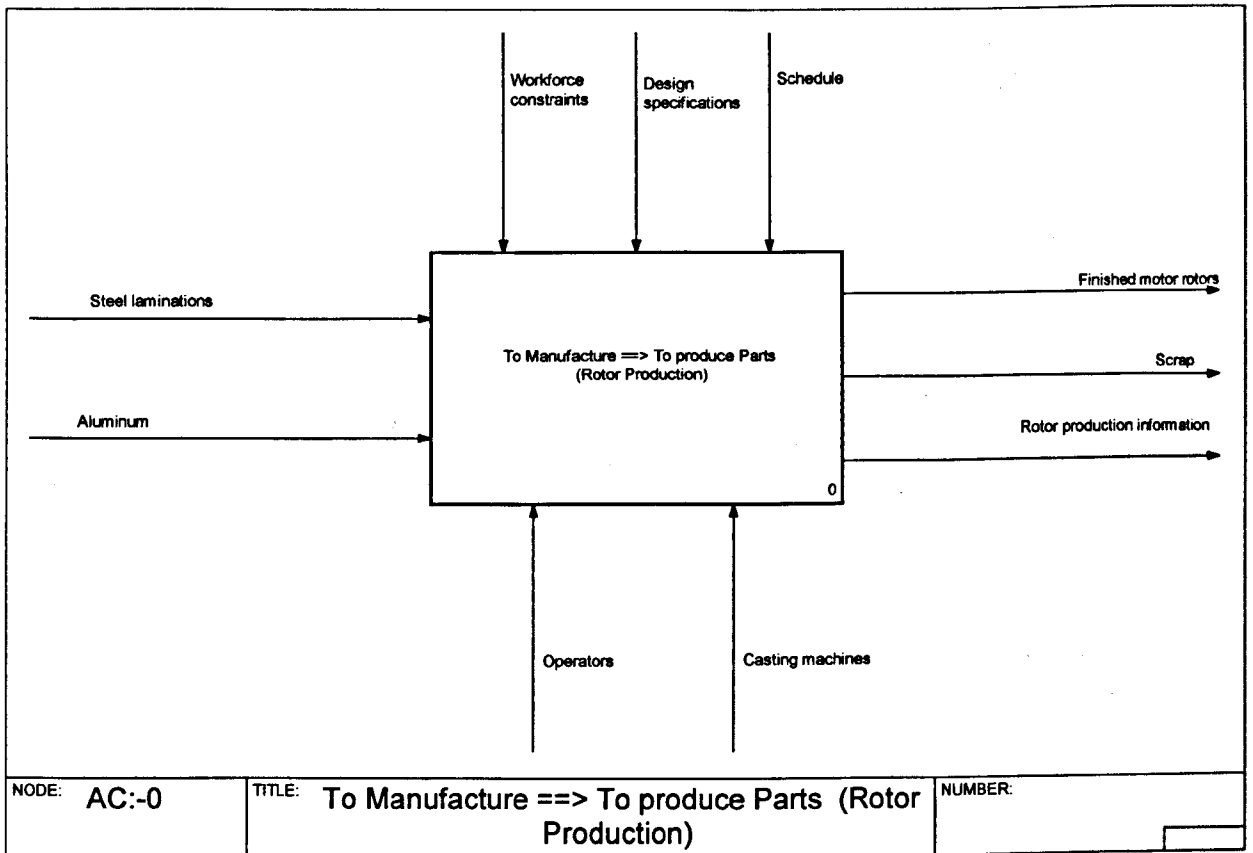 Workforce
constraints
Design
specifications
Schedule
Steel laminations
Aluminum
To Manufacture ==> To produce Parts
(Rotor Production)
0
Finished motor rotors
Scrap
Rotor production information
Operators
Casting machines
NODE: AC:-0
TITLE: To Manufacture ==> To produce Parts (Rotor
Production)
NUMBER: